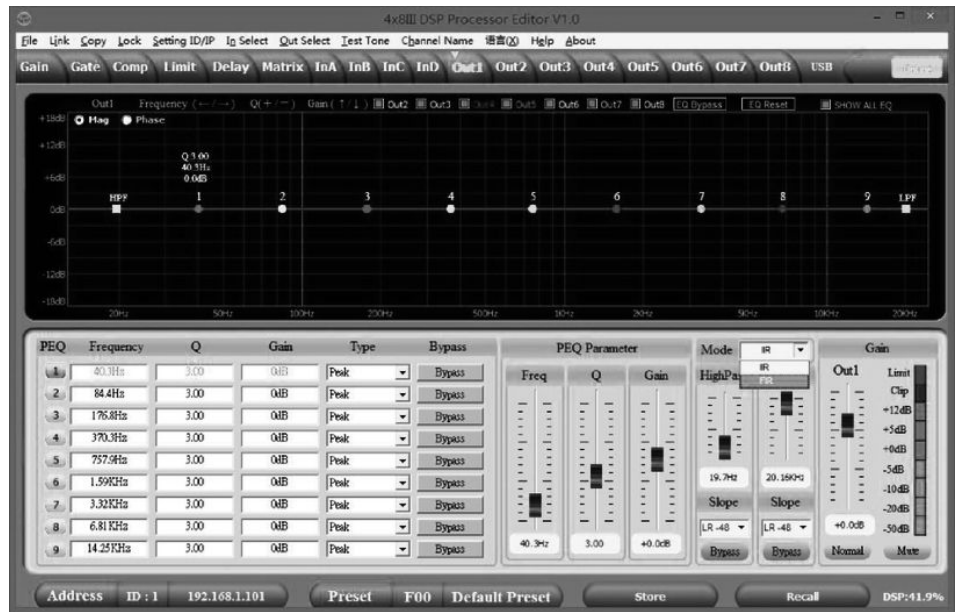 4x8III DSP Processor Editor V1.0
File Link Copy Lock Setting ID/IP In Select Out Select Test Tone Channel Name 语言(X) Help About
Gain Gate Comp Limit Delay Matrix InA InB InC InD Out1 Out2 Out3 Out4 Out5 Out6 Out7 Out8 USB
Out1 Frequency (←/→) Q(+/−) Gain(↑/↓) Out2 Out3 Out4 Out5 Out6 Out7 Out8 EQ Bypass EQ Reset SHOW ALL EQ
+18dB Mag Phase
+12dB
Q 3.00
40.3Hz
+6dB 0.0dB
HPF 1 2 3 4 5 6 7 8 9 LPF
0dB
-6dB
-12dB
-18dB
20Hz 50Hz 100Hz 200Hz 500Hz 1KHz 2KHz 5KHz 10KHz 20KHz
PEQ Frequency Q Gain Type Bypass
1 40.3Hz 3.00 0dB Peak Bypass
2 84.4Hz 3.00 0dB Peak Bypass
3 176.8Hz 3.00 0dB Peak Bypass
4 370.3Hz 3.00 0dB Peak Bypass
5 757.9Hz 3.00 0dB Peak Bypass
6 1.59KHz 3.00 0dB Peak Bypass
7 3.32KHz 3.00 0dB Peak Bypass
8 6.81KHz 3.00 0dB Peak Bypass
9 14.25KHz 3.00 0dB Peak Bypass
PEQ Parameter
Freq Q Gain
40.3Hz 3.00 +0.0dB
Mode IIR
IIR
FIR
HighPa
19.7Hz 20.16KHz
Slope Slope
LR-48 LR-48
Bypass Bypass
Gain
Out1 Limit
Clip
+12dB
+5dB
+0dB
-5dB
-10dB
-20dB
+0.0dB -50dB
Normal Mute
Address ID : 1 192.168.1.101 Preset F00 Default Preset Store Recall DSP:41.9%